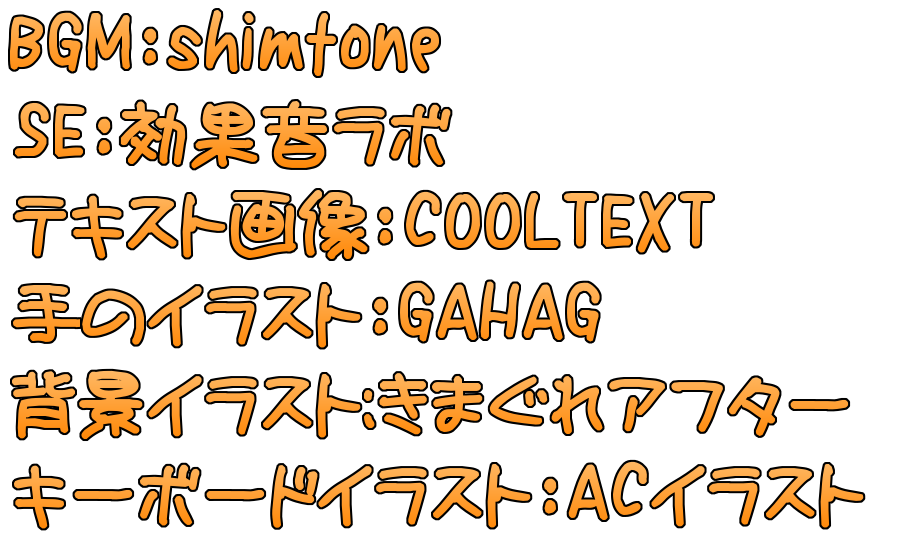 BGM:shimtone
SE:効果音ラボ
テキスト画像:COOLTEXT
手のイラスト:GAHAG
背景イラスト:きまぐれアフター
キーボードイラスト:ACイラスト